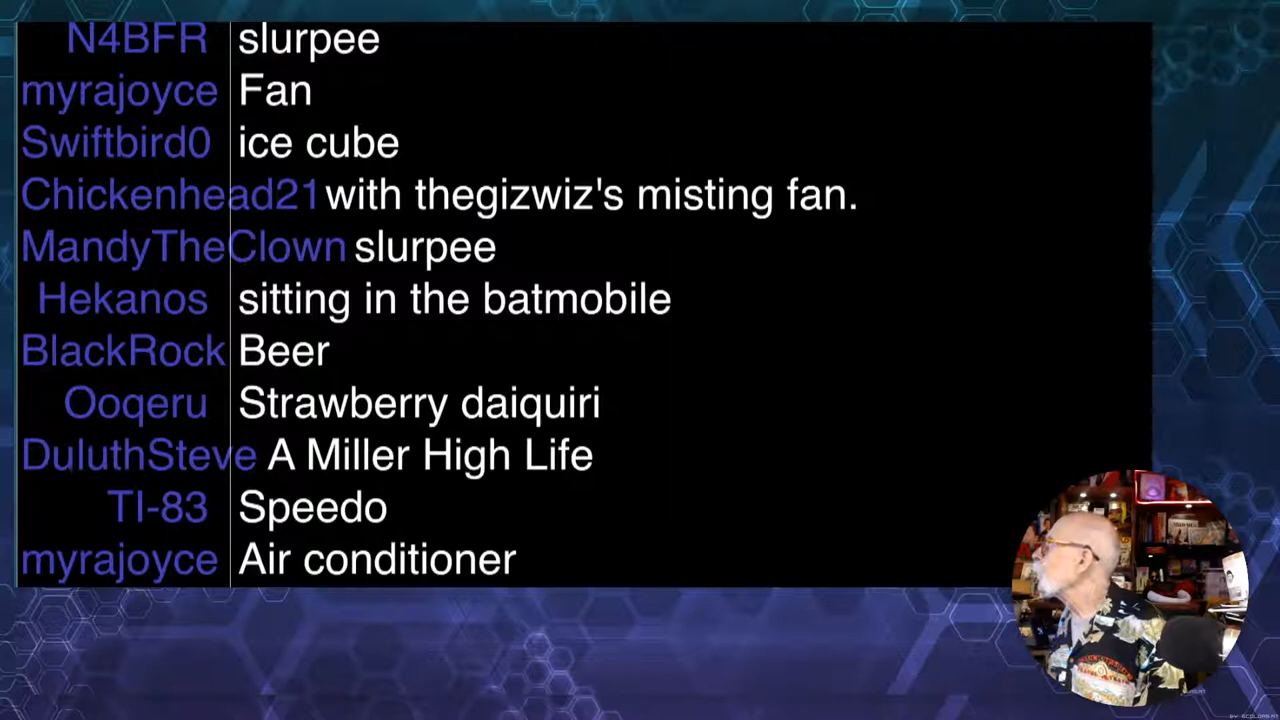 N4BFR slurpee
myrajoyce Fan
Swiftbird0 ice cube
Chickenhead21 with thegizwiz's misting fan.
MandyTheClown slurpee
Hekanos sitting in the batmobile
BlackRock Beer
Ooqeru Strawberry daiquiri
DuluthSteve A Miller High Life
TI-83 Speedo
myrajoyce Air conditioner